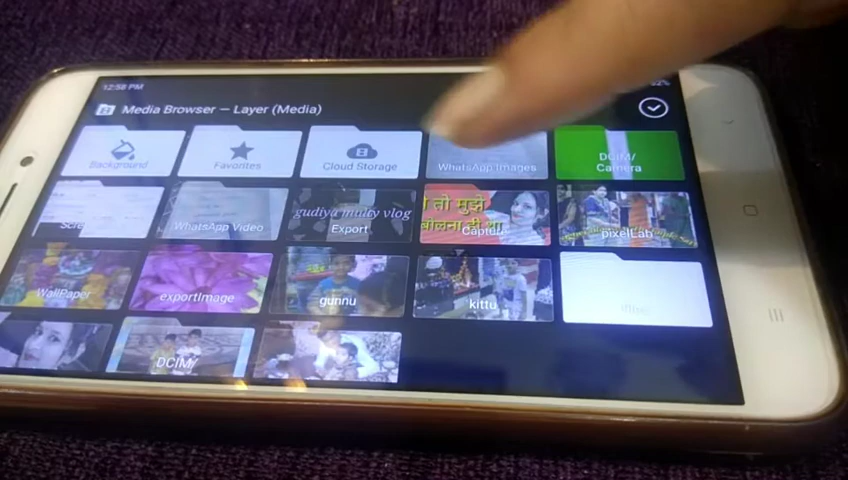 12:58 PM
Media Browser — Layer (Media)
Background
Favorites
Cloud Storage
WhatsApp Images
DCIM/
Camera
WhatsApp Video
gudiya multy vlog
Export
तो मुझे
बोलना ही था
pixelLab
WallPaper
exportImage
gunnu
kittu
DCIM/